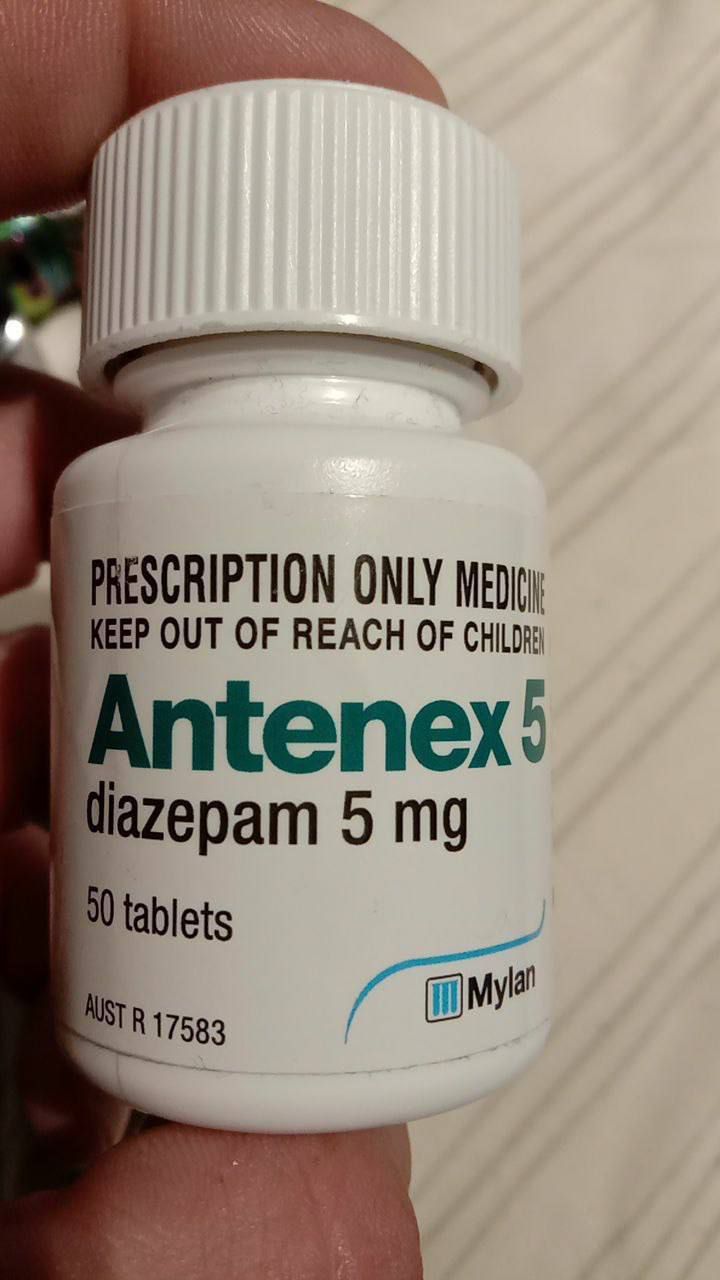 PRESCRIPTION ONLY MEDICINE
KEEP OUT OF REACH OF CHILDREN
Antenex 5
diazepam 5 mg
50 tablets
Mylan
AUST R 17583